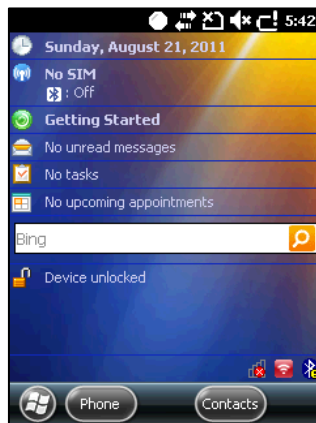 5:42
Sunday, August 21, 2011
No SIM
: Off
Getting Started
No unread messages
No tasks
No upcoming appointments
Bing
Device unlocked
Phone
Contacts